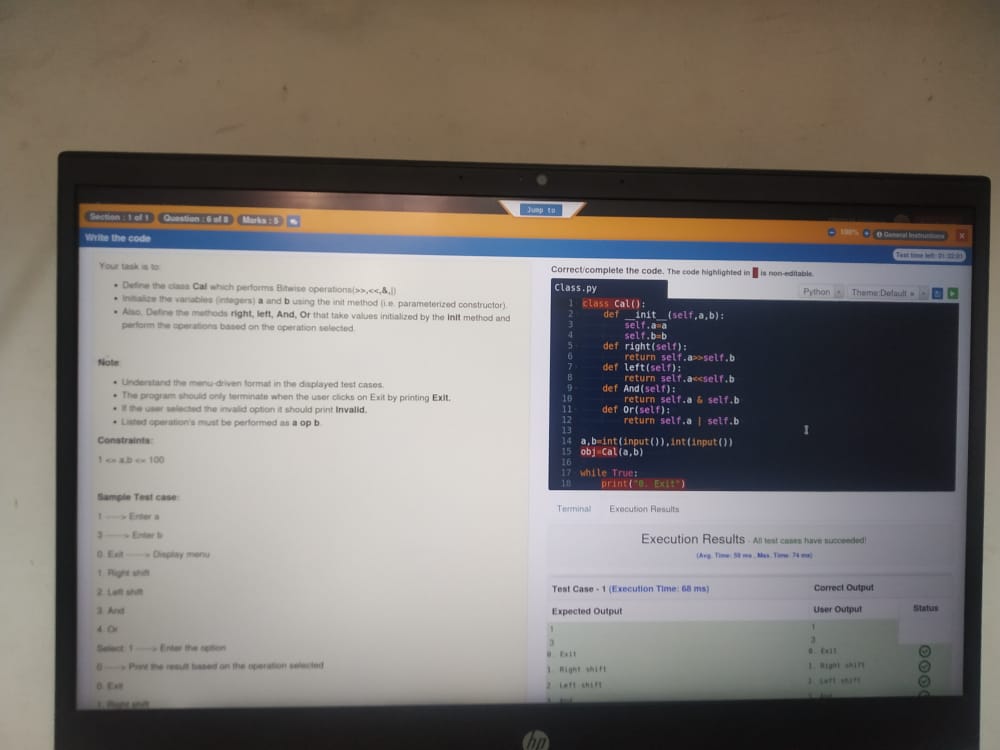 Jump to
Section : 1 of 1 Question : 6 of 8 Marks : 5
100% General Instructions
Write the code
Test time left: 01:32:01
Your task is to:
• Define the class Cal which performs Bitwise operations(>>,<<,&,|)
• Initialize the variables (integers) a and b using the init method (i.e. parameterized constructor).
• Also, Define the methods right, left, And, Or that take values initialized by the init method and
perform the operations based on the operation selected.
Note:
• Understand the menu-driven format in the displayed test cases.
• The program should only terminate when the user clicks on Exit by printing Exit.
• If the user selected the invalid option it should print Invalid.
• Listed operation's must be performed as a op b.
Constraints:
1 <= a,b <= 100
Sample Test case:
1 ----> Enter a
3 ----> Enter b
0. Exit ----> Display menu
1. Right shift
2. Left shift
3. And
4. Or
Select: 1 ----> Enter the option
0 ----> Print the result based on the operation selected
0. Exit
1. Right shift
Correct/complete the code. The code highlighted in is non-editable.
Class.py
Python Theme:Default
1 class Cal():
2 def __init__(self,a,b):
3 self.a=a
4 self.b=b
5 def right(self):
6 return self.a>>self.b
7 def left(self):
8 return self.a<<self.b
9 def And(self):
10 return self.a & self.b
11 def Or(self):
12 return self.a | self.b
13
14 a,b=int(input()),int(input())
15 obj=Cal(a,b)
16
17 while True:
18 print("0. Exit")
Terminal Execution Results
Execution Results - All test cases have succeeded!
(Avg. Time: 59 ms , Max. Time: 74 ms)
Test Case - 1 (Execution Time: 68 ms) Correct Output
Expected Output User Output Status
1 1
3 3
0. Exit 0. Exit
1. Right shift 1. Right shift
2. Left shift 2. Left shift
hp